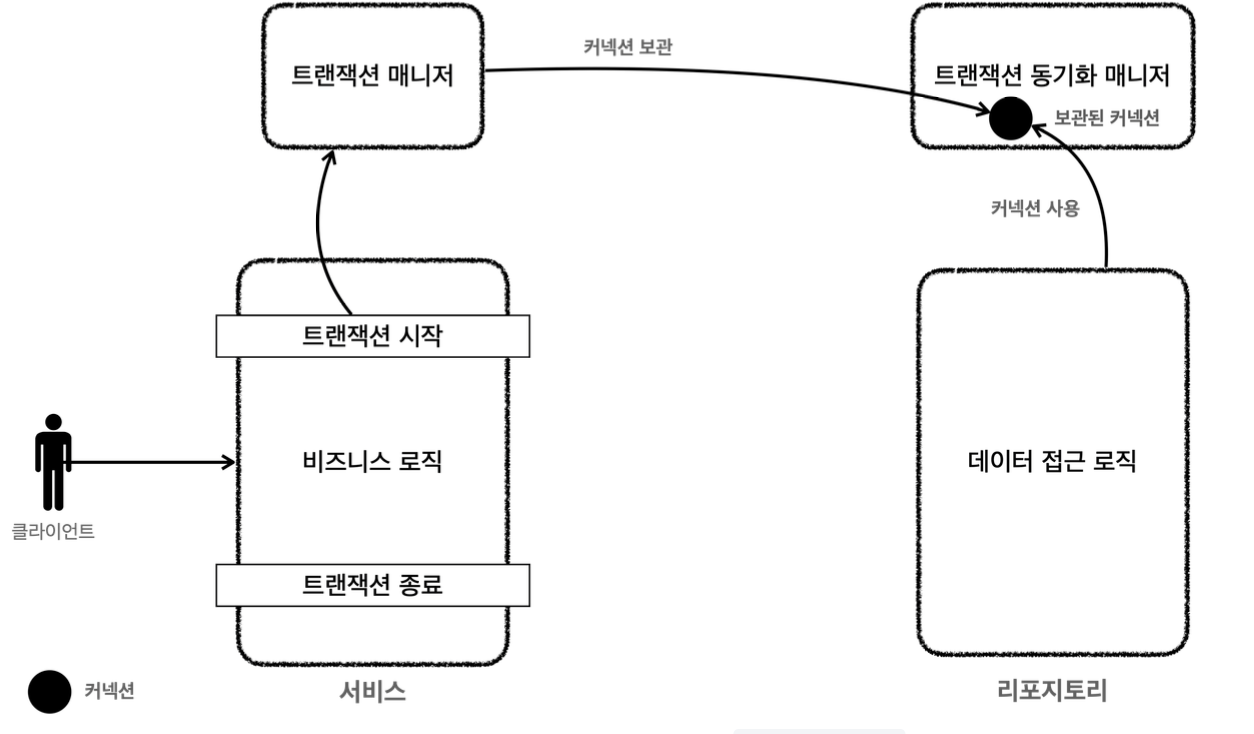 커넥션 보관
트랜잭션 매니저
트랜잭션 동기화 매니저
보관된 커넥션
커넥션 사용
트랜잭션 시작
비즈니스 로직
데이터 접근 로직
클라이언트
트랜잭션 종료
커넥션
서비스
리포지토리